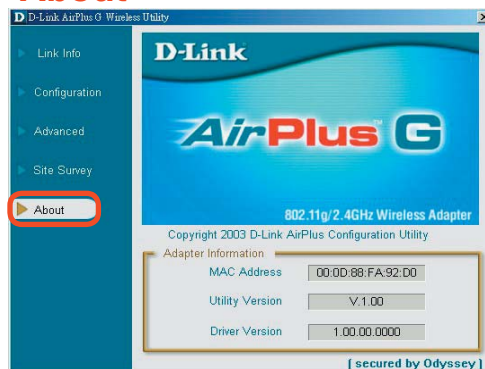 About
D-Link AirPlus G Wireless Utility
Link Info
Configuration
Advanced
Site Survey
About
D-Link
AirPlus G
™
802.11g/2.4GHz Wireless Adapter
Copyright 2003 D-Link AirPlus Configuration Utility
Adapter Information
MAC Address 00:0D:88:FA:92:D0
Utility Version V.1.00
Driver Version 1.00.00.0000
[ secured by Odyssey ]